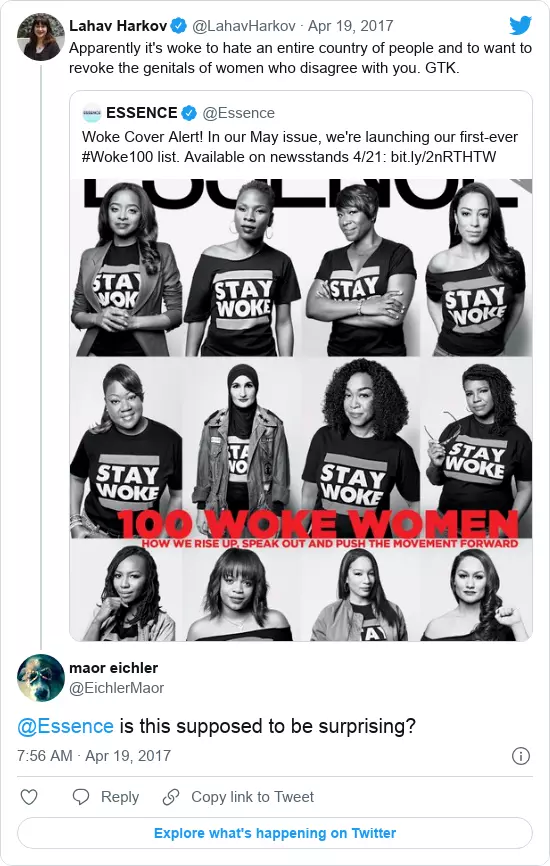 Lahav Harkov @LahavHarkov · Apr 19, 2017
Apparently it's woke to hate an entire country of people and to want to
revoke the genitals of women who disagree with you. GTK.
ESSENCE @Essence
Woke Cover Alert! In our May issue, we're launching our first-ever
#Woke100 list. Available on newsstands 4/21: bit.ly/2nRTHTW
ESSENCE
STAY
WOK
STAY
WOKE
STAY
STAY
WOKE
STAY
WOKE
STA
WO
STAY
WOKE
STAY
WOKE
100 WOKE WOMEN
HOW WE RISE UP, SPEAK OUT AND PUSH THE MOVEMENT FORWARD
TAY
maor eichler
@EichlerMaor
@Essence is this supposed to be surprising?
7:56 AM · Apr 19, 2017
Reply
Copy link to Tweet
Explore what's happening on Twitter